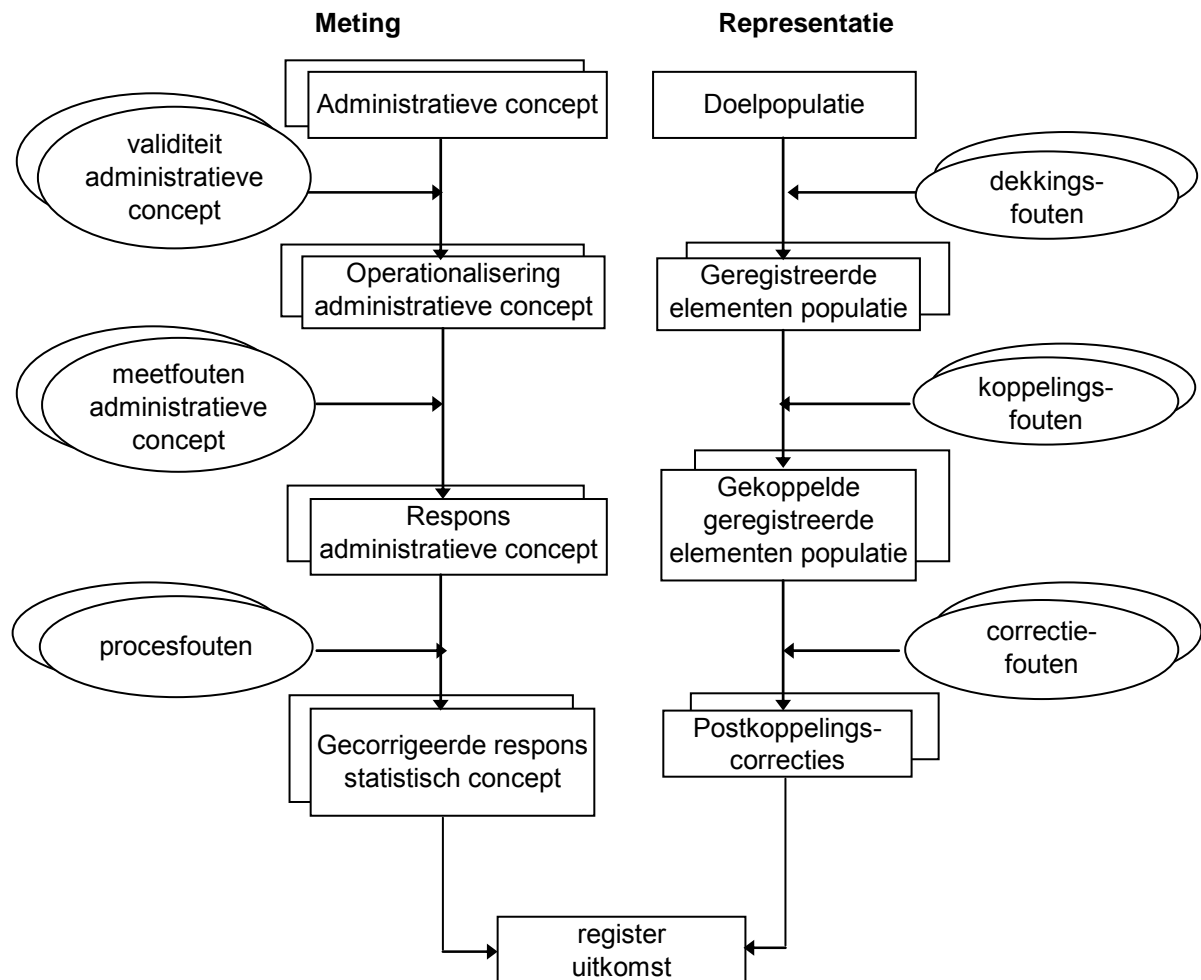 Meting
Representatie
Administratieve concept
Doelpopulatie
validiteit
administratieve
concept
dekkings-
fouten
Operationalisering
administratieve concept
Geregistreerde
elementen populatie
meetfouten
administratieve
concept
koppelings-
fouten
Respons
administratieve concept
Gekoppelde
geregistreerde
elementen populatie
procesfouten
correctie-
fouten
Gecorrigeerde respons
statistisch concept
Postkoppelings-
correcties
register
uitkomst